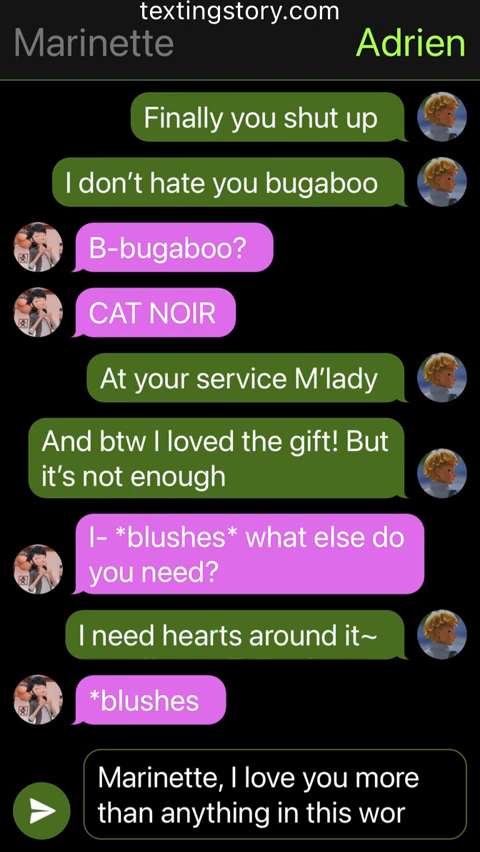 textingstory.com
Marinette
Adrien
Finally you shut up
I don’t hate you bugaboo
B-bugaboo?
CAT NOIR
At your service M’lady
And btw I loved the gift! But
it’s not enough
I- *blushes* what else do
you need?
I need hearts around it~
*blushes
Marinette, I love you more
than anything in this wor